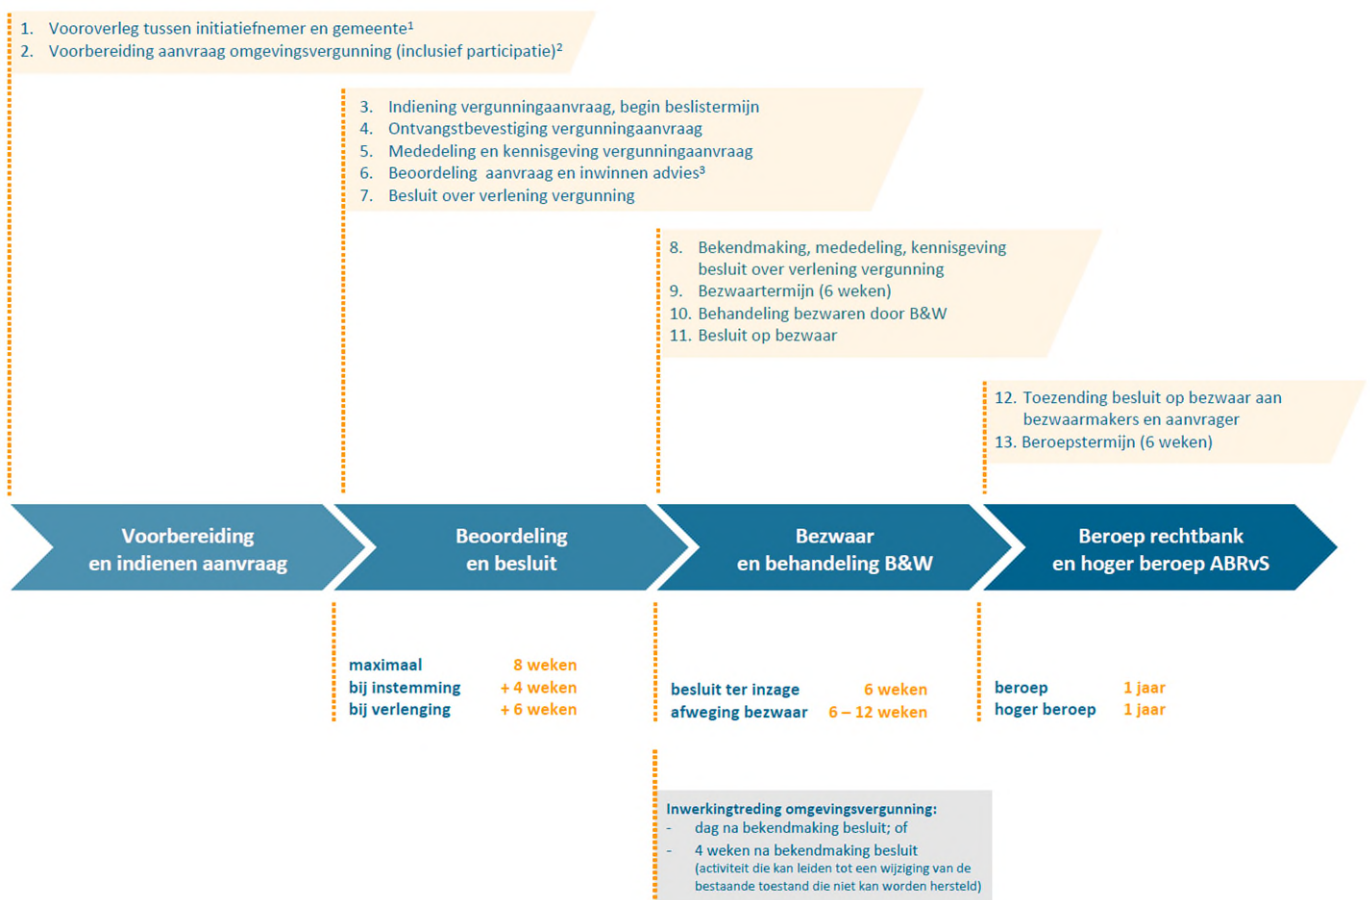 1. Vooroverleg tussen initiatiefnemer en gemeente¹
2. Voorbereiding aanvraag omgevingsvergunning (inclusief participatie)²
3. Indiening vergunningaanvraag, begin beslistermijn
4. Ontvangstbevestiging vergunningaanvraag
5. Mededeling en kennisgeving vergunningaanvraag
6. Beoordeling aanvraag en inwinnen advies³
7. Besluit over verlening vergunning
8. Bekendmaking, mededeling, kennisgeving
besluit over verlening vergunning
9. Bezwaartermijn (6 weken)
10. Behandeling bezwaren door B&W
11. Besluit op bezwaar
12. Toezending besluit op bezwaar aan
bezwaarmakers en aanvrager
13. Beroepstermijn (6 weken)
Voorbereiding
en indienen aanvraag
Beoordeling
en besluit
Bezwaar
en behandeling B&W
Beroep rechtbank
en hoger beroep ABRvS
maximaal 8 weken
bij instemming + 4 weken
bij verlenging + 6 weken
besluit ter inzage 6 weken
afweging bezwaar 6 – 12 weken
beroep 1 jaar
hoger beroep 1 jaar
Inwerkingtreding omgevingsvergunning:
- dag na bekendmaking besluit; of
- 4 weken na bekendmaking besluit
(activiteit die kan leiden tot een wijziging van de
bestaande toestand die niet kan worden hersteld)